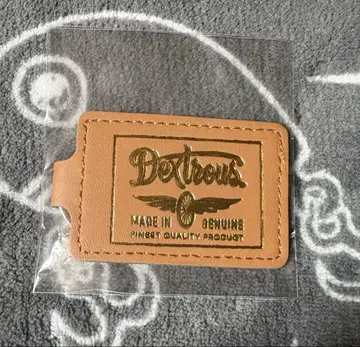 Dextrous.
MADE IN GENUINE
FINEST QUALITY PRODUCT